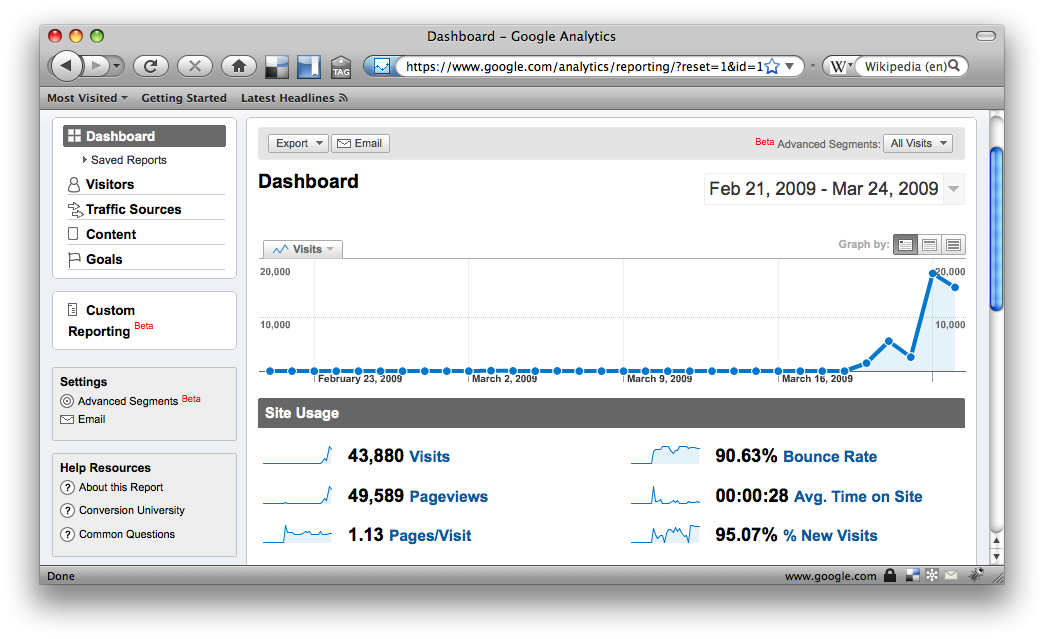 Dashboard – Google Analytics
TAG
https://www.google.com/analytics/reporting/?reset=1&id=1
W
Wikipedia (en)
Most Visited
Getting Started
Latest Headlines
Dashboard
Saved Reports
Visitors
Traffic Sources
Content
Goals
Custom
Reporting Beta
Settings
Advanced Segments Beta
Email
Help Resources
? About this Report
? Conversion University
? Common Questions
Export
Email
Beta Advanced Segments: All Visits
Dashboard
Feb 21, 2009 - Mar 24, 2009
Visits
Graph by:
20,000
20,000
10,000
10,000
February 23, 2009
March 2, 2009
March 9, 2009
March 16, 2009
Site Usage
43,880 Visits
90.63% Bounce Rate
49,589 Pageviews
00:00:28 Avg. Time on Site
1.13 Pages/Visit
95.07% % New Visits
Done
www.google.com